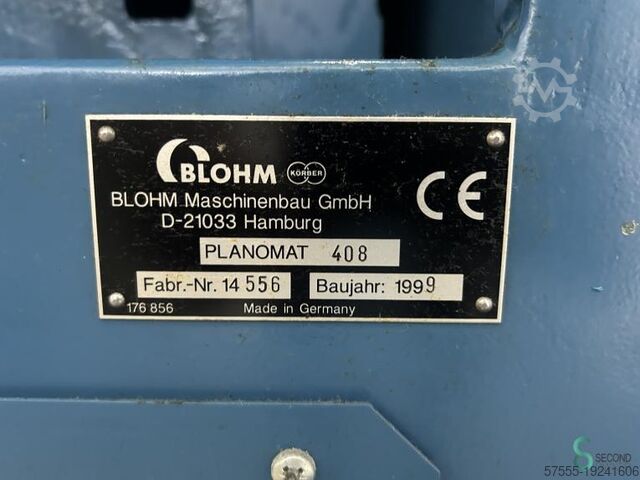 BLOHM KÖRBER
BLOHM Maschinenbau GmbH
D-21033 Hamburg
PLANOMAT 408
Fabr.-Nr. 14 556 Baujahr: 1999
176 856 Made in Germany
CE
S SECOND
57555-19241606